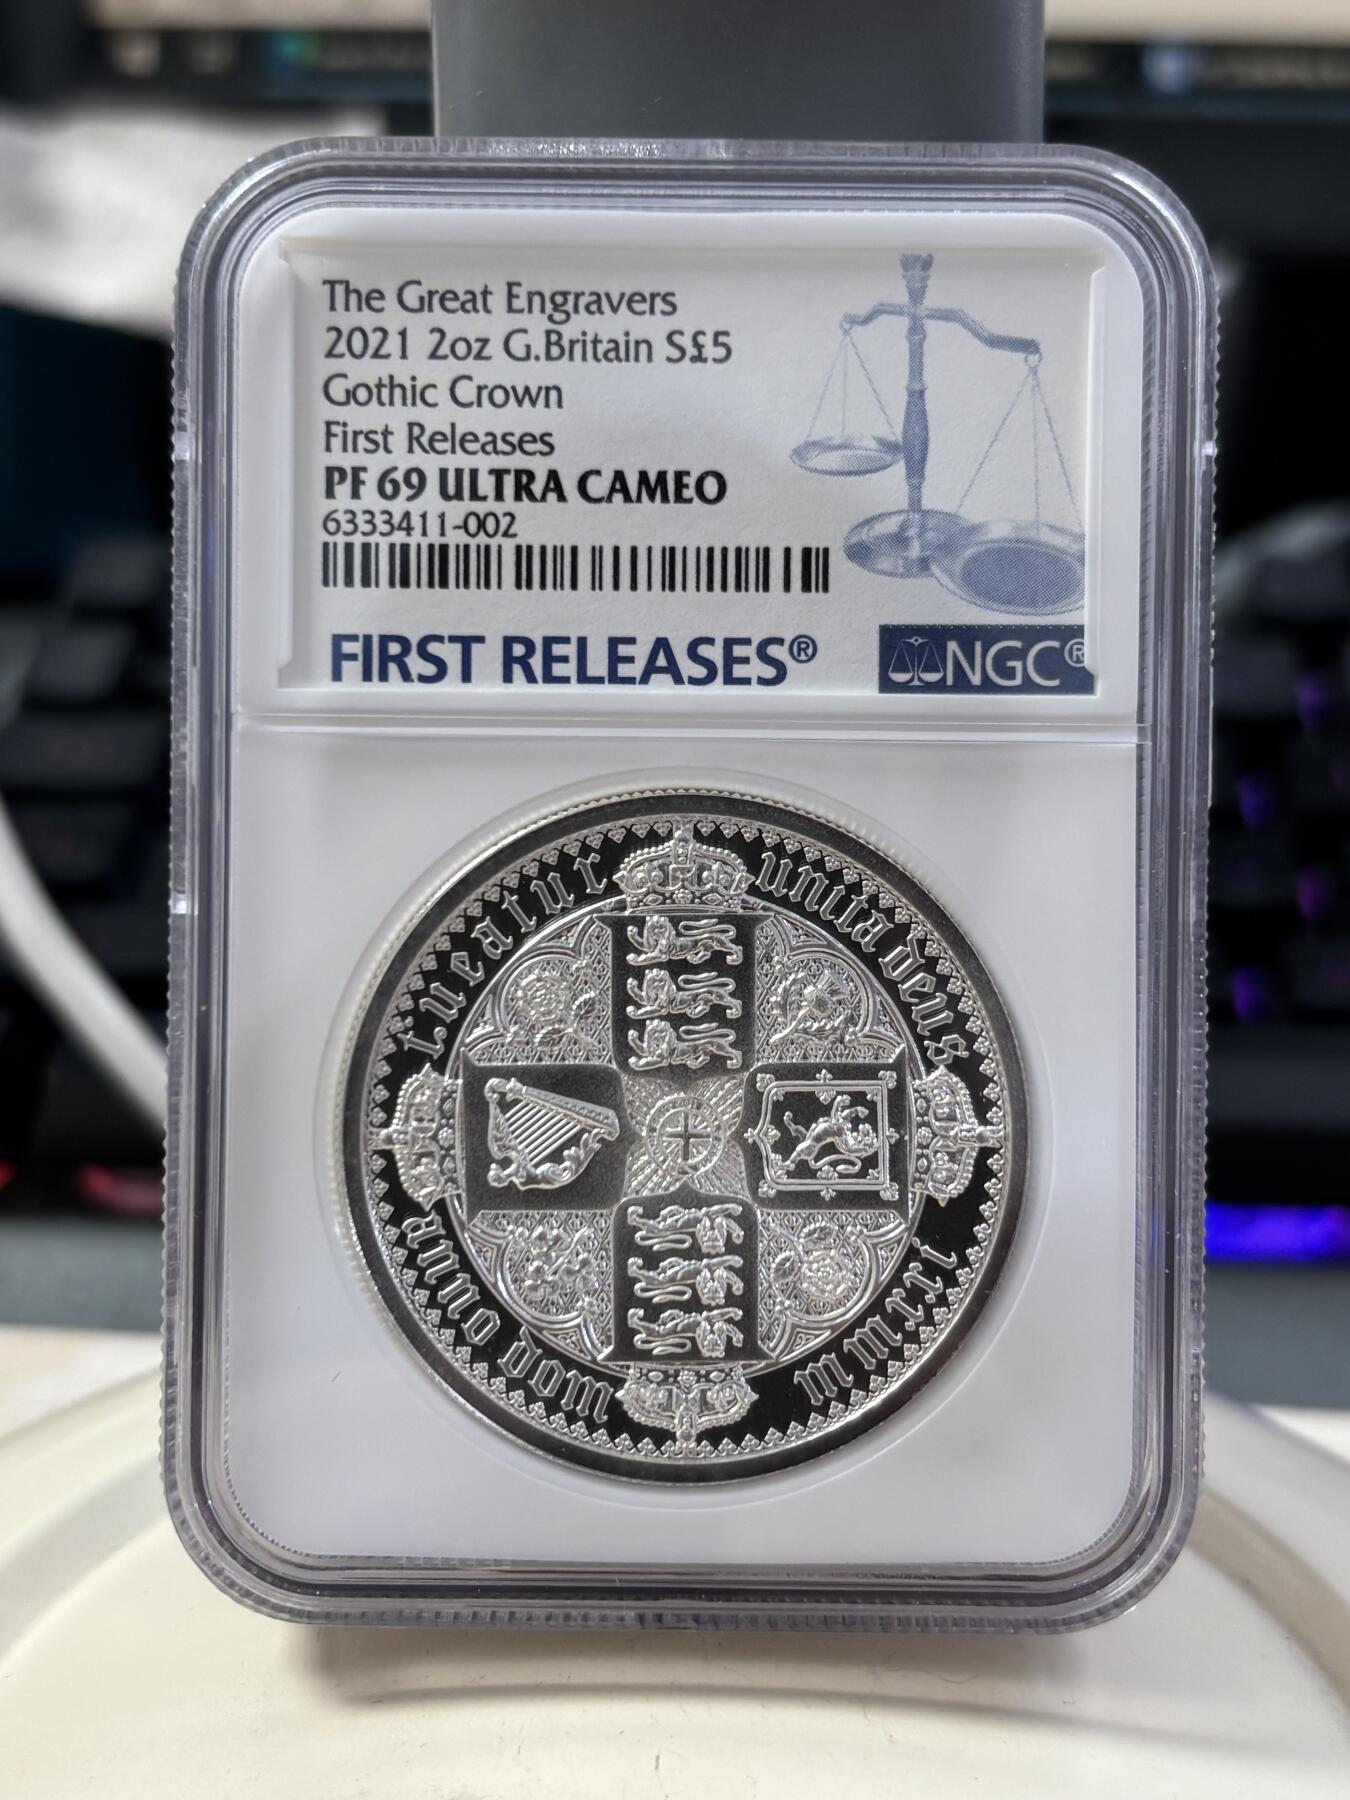 The Great Engravers
2021 2oz G.Britain S£5
Gothic Crown
First Releases
PF 69 ULTRA CAMEO
6333411-002
FIRST RELEASES®
NGC®
tueatur unita deus
anno dom mmxxi